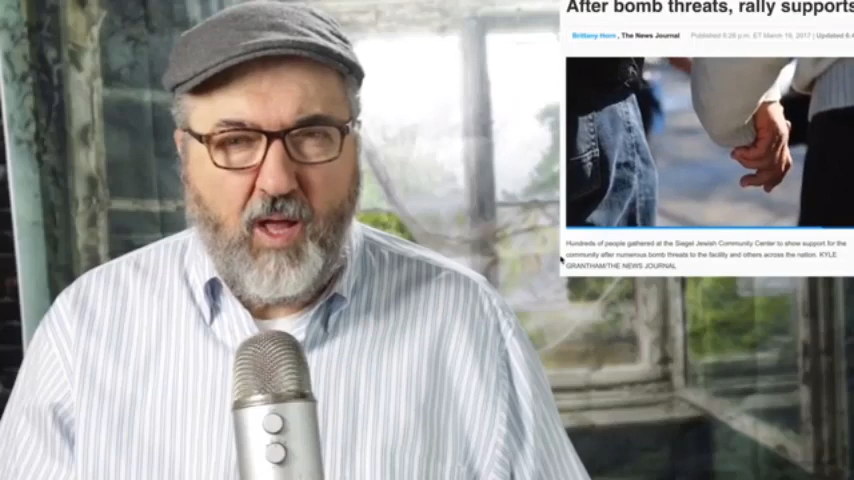 After bomb threats, rally supports
Brittany Horn, The News Journal Published 6:28 p.m. ET March 19, 2017 | Updated
Hundreds of people gathered at the Siegel Jewish Community Center to show support for the
community after numerous bomb threats to the facility and others across the nation. KYLE
GRANTHAM/THE NEWS JOURNAL